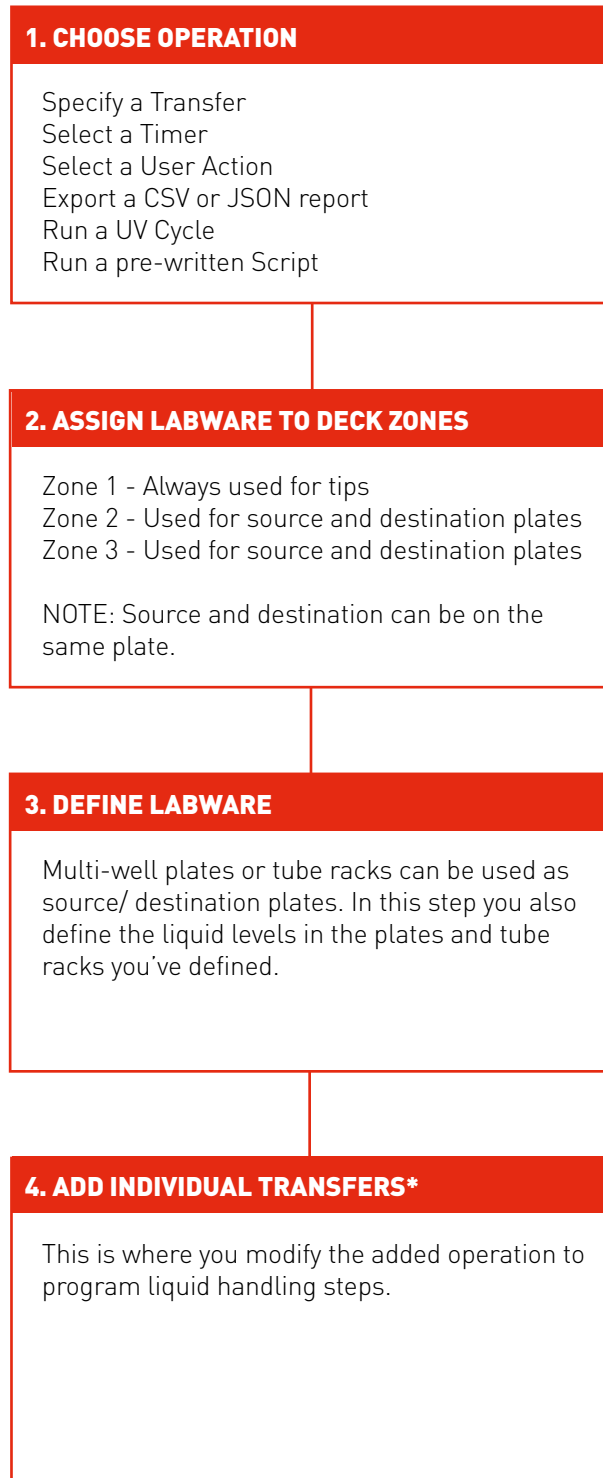 1. CHOOSE OPERATION
Specify a Transfer
Select a Timer
Select a User Action
Export a CSV or JSON report
Run a UV Cycle
Run a pre-written Script
2. ASSIGN LABWARE TO DECK ZONES
Zone 1 - Always used for tips
Zone 2 - Used for source and destination plates
Zone 3 - Used for source and destination plates
NOTE: Source and destination can be on the
same plate.
3. DEFINE LABWARE
Multi-well plates or tube racks can be used as
source/ destination plates. In this step you also
define the liquid levels in the plates and tube
racks you’ve defined.
4. ADD INDIVIDUAL TRANSFERS*
This is where you modify the added operation to
program liquid handling steps.